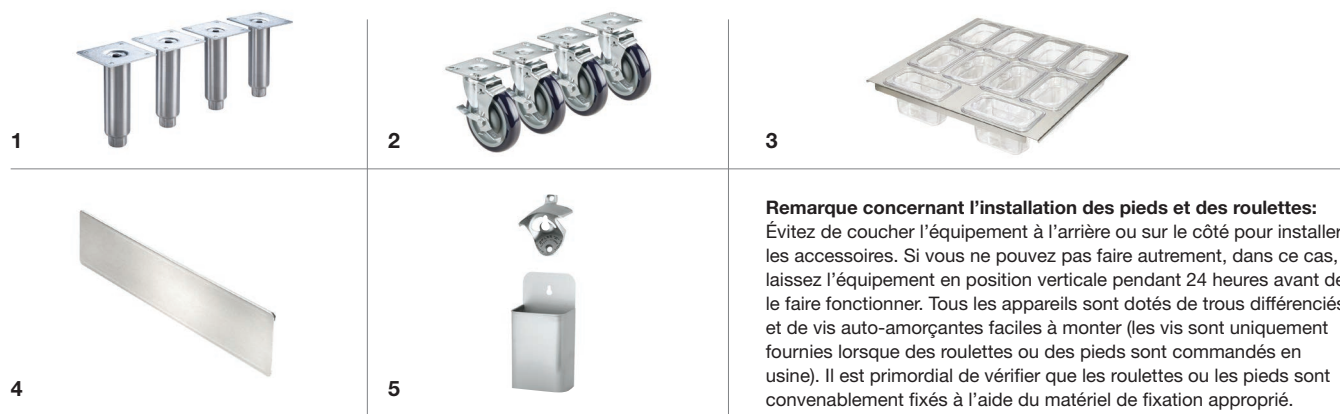 1
2
3
4
5
Remarque concernant l’installation des pieds et des roulettes:
Évitez de coucher l’équipement à l’arrière ou sur le côté pour installer
les accessoires. Si vous ne pouvez pas faire autrement, dans ce cas,
laissez l’équipement en position verticale pendant 24 heures avant de
le faire fonctionner. Tous les appareils sont dotés de trous différenciés
et de vis auto-amorçantes faciles à monter (les vis sont uniquement
fournies lorsque des roulettes ou des pieds sont commandés en
usine). Il est primordial de vérifier que les roulettes ou les pieds sont
convenablement fixés à l’aide du matériel de fixation approprié.